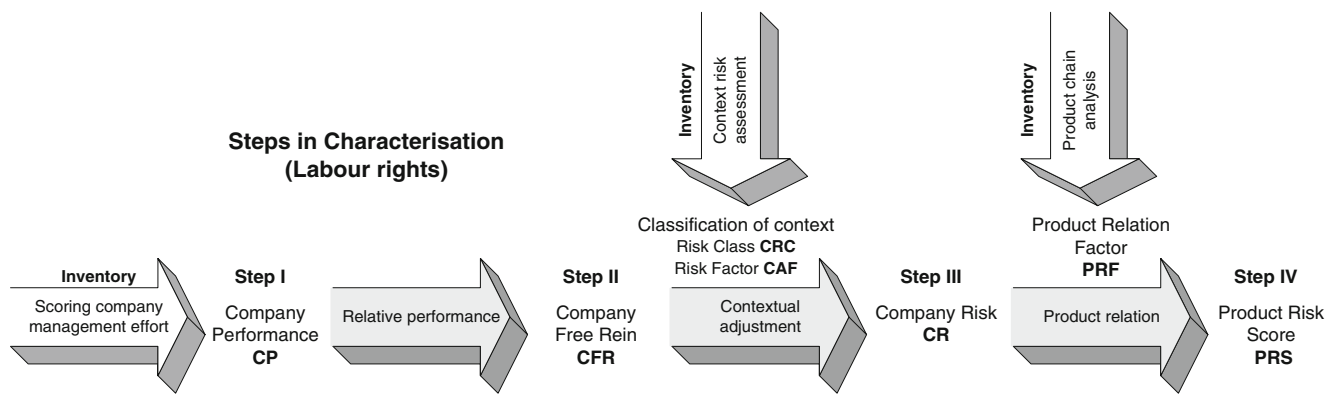 Steps in Characterisation
(Labour rights)
Inventory
Scoring company
management effort
Step I
Company
Performance
CP
Relative performance
Step II
Company
Free Rein
CFR
Inventory
Context risk
assessment
Classification of context
Risk Class CRC
Risk Factor CAF
Contextual
adjustment
Step III
Company Risk
CR
Inventory
Product chain
analysis
Product Relation
Factor
PRF
Product relation
Step IV
Product Risk
Score
PRS